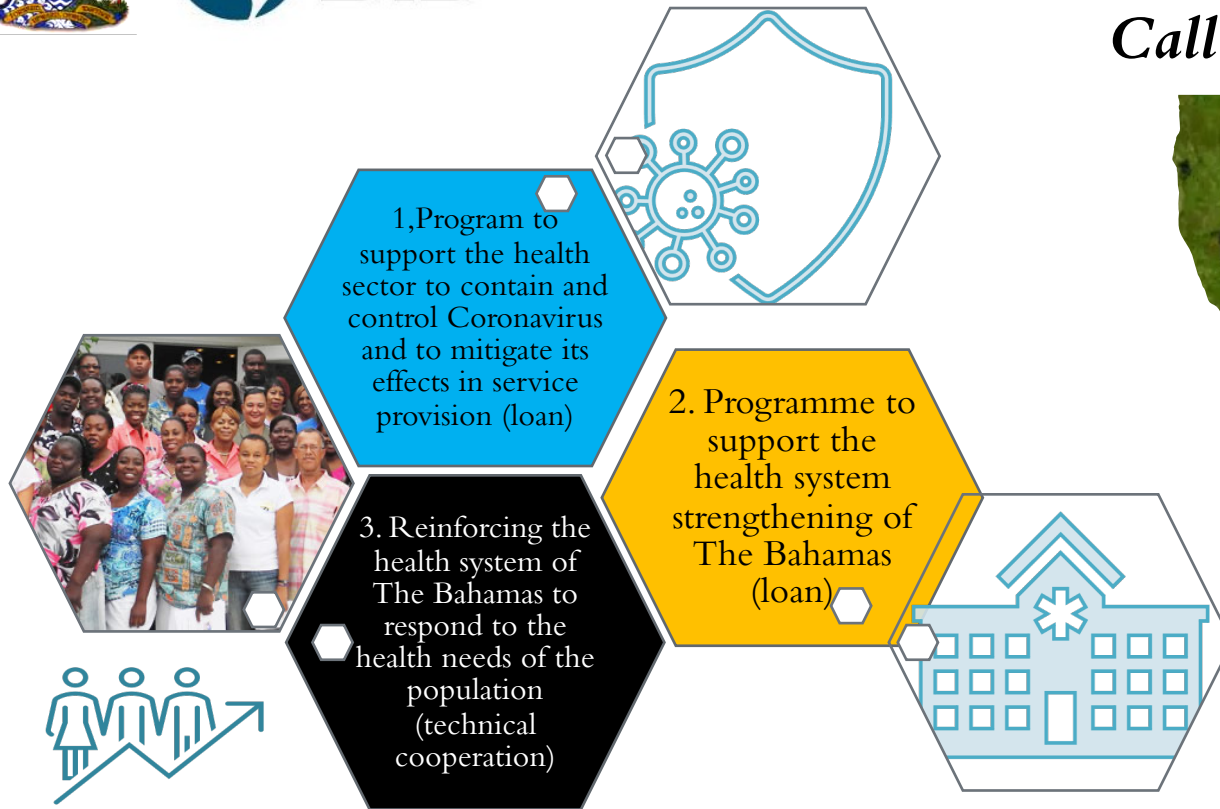 Call
1,Program to
support the health
sector to contain and
control Coronavirus
and to mitigate its
effects in service
provision (loan)
2. Programme to
support the
health system
strengthening of
The Bahamas
(loan)
3. Reinforcing the
health system of
The Bahamas to
respond to the
health needs of the
population
(technical
cooperation)